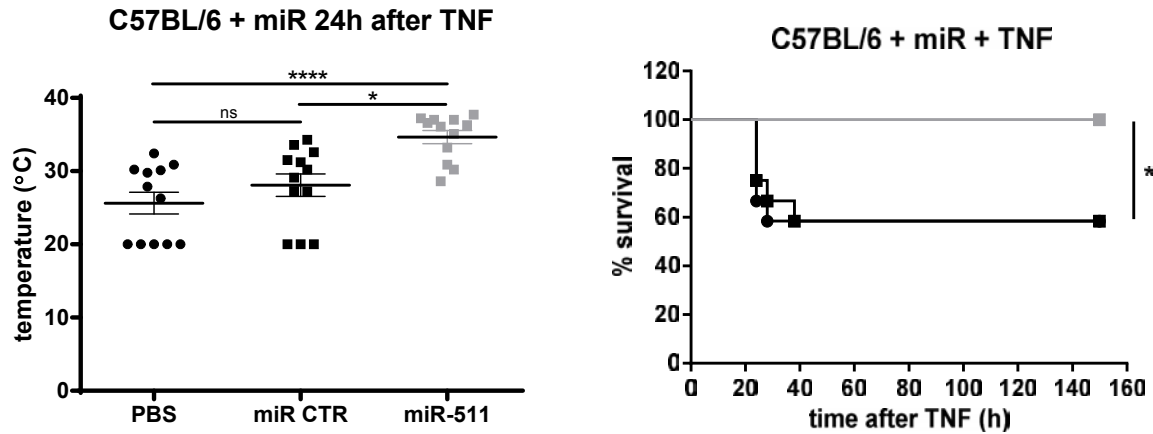 C57BL/6 + miR 24h after TNF
****
ns
*
40
30
20
10
0
temperature (°C)
PBS
miR CTR
miR-511
C57BL/6 + miR + TNF
120
100
80
60
40
20
0
% survival
*
0 20 40 60 80 100 120 140 160
time after TNF (h)